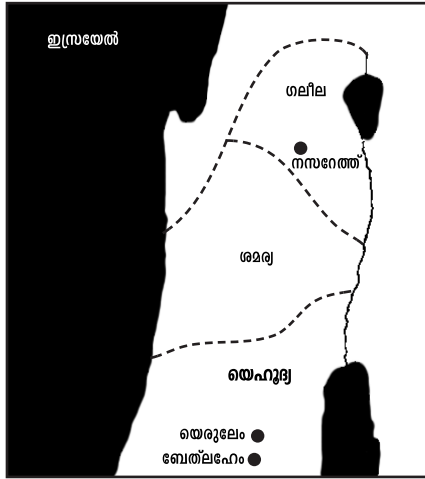 ഇസ്രയേൽ
ഗലീല
നസറേത്ത്
ശമര്യ
യെഹൂദ്യ
യെരുലേം
ബേത്‌ലഹേം